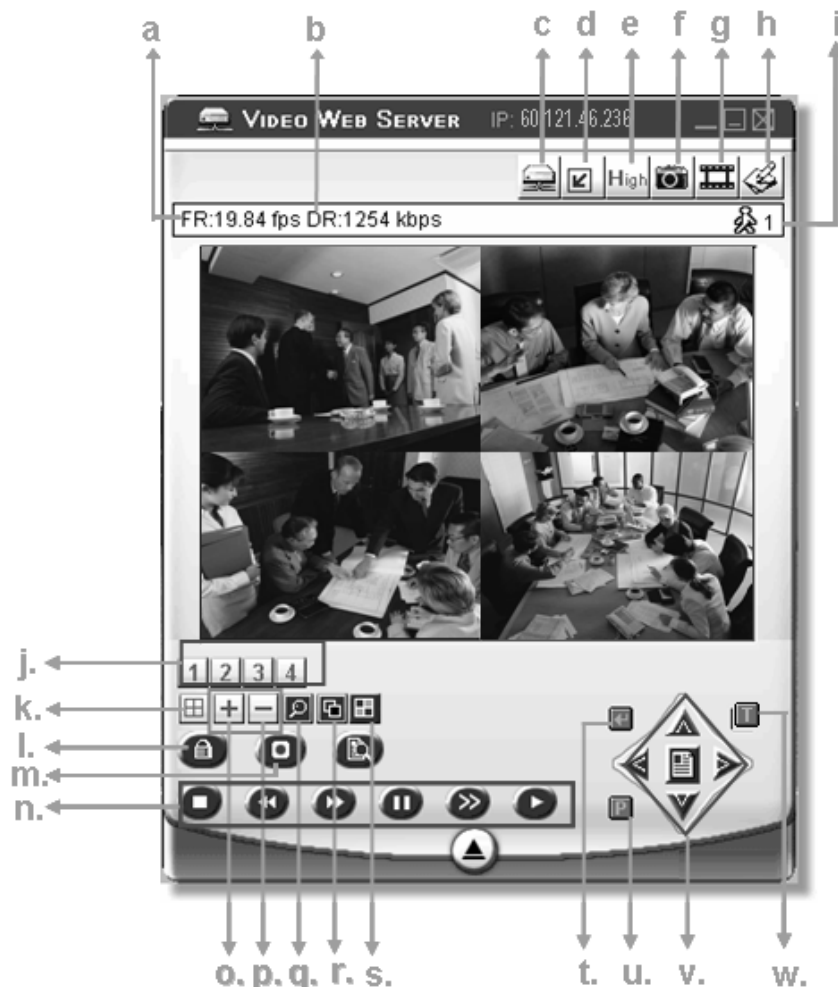 a b c d e f g h i
VIDEO WEB SERVER IP: 60.121.46.236
High
FR:19.84 fps DR:1254 kbps 1
j.
1 2 3 4
k.
l.
T
m.
n.
P
o. p. q. r. s. t. u. v. w.